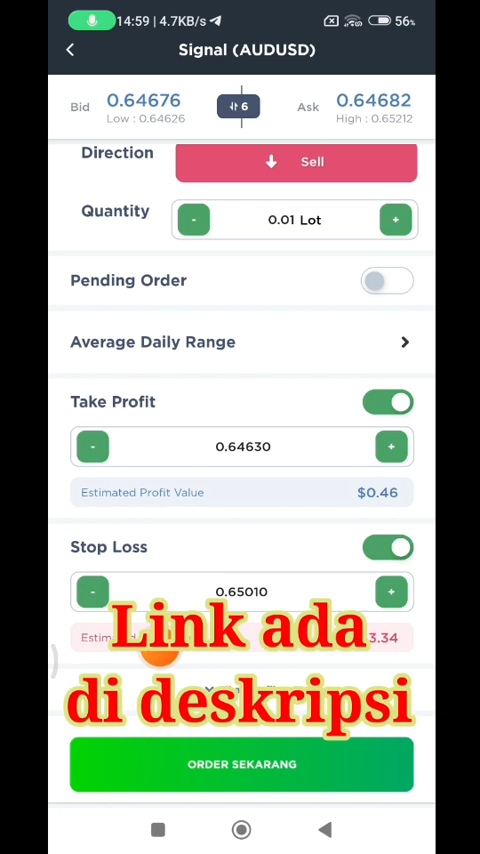 14:59 | 4.7KB/s
56%
Signal (AUDUSD)
Bid 0.64676 6 Ask 0.64682
Low : 0.64626 High : 0.65212
Direction Sell
Quantity - 0.01 Lot +
Pending Order
Average Daily Range
Take Profit
- 0.64630 +
Estimated Profit Value $0.46
Stop Loss
- 0.65010 +
Link ada
3.34
di deskripsi
ORDER SEKARANG